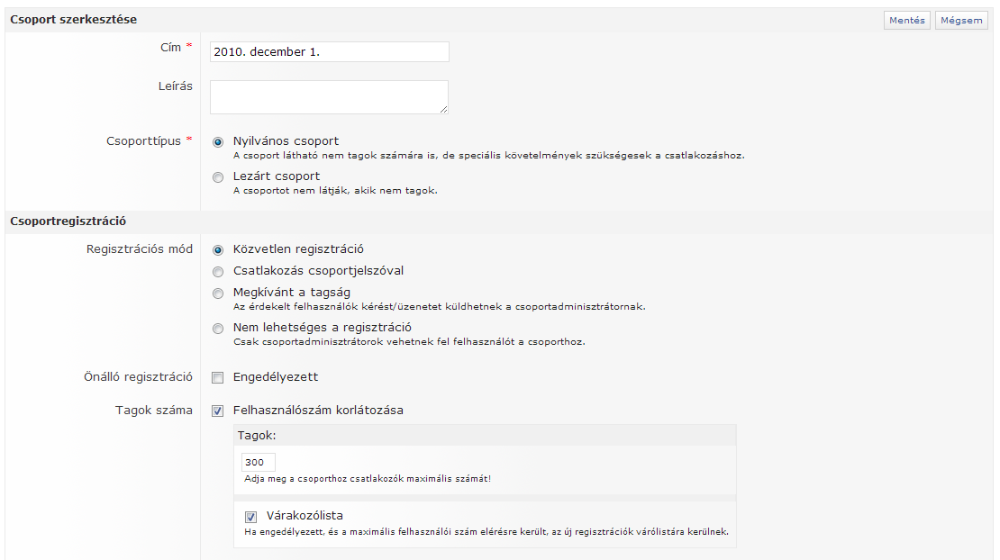 Csoport szerkesztése Mentés Mégsem
Cím * 2010. december 1.
Leírás
Csoporttípus * Nyilvános csoport
A csoport látható nem tagok számára is, de speciális követelmények szükségesek a csatlakozáshoz.
Lezárt csoport
A csoportot nem látják, akik nem tagok.
Csoportregisztráció
Regisztrációs mód Közvetlen regisztráció
Csatlakozás csoportjelszóval
Megkívánt a tagság
Az érdekelt felhasználók kérést/üzenetet küldhetnek a csoportadminisztrátornak.
Nem lehetséges a regisztráció
Csak csoportadminisztrátorok vehetnek fel felhasználót a csoporthoz.
Önálló regisztráció Engedélyezett
Tagok száma Felhasználószám korlátozása
Tagok:
300
Adja meg a csoporthoz csatlakozók maximális számát!
Várakozólista
Ha engedélyezett, és a maximális felhasználói szám elérésre került, az új regisztrációk várólistára kerülnek.